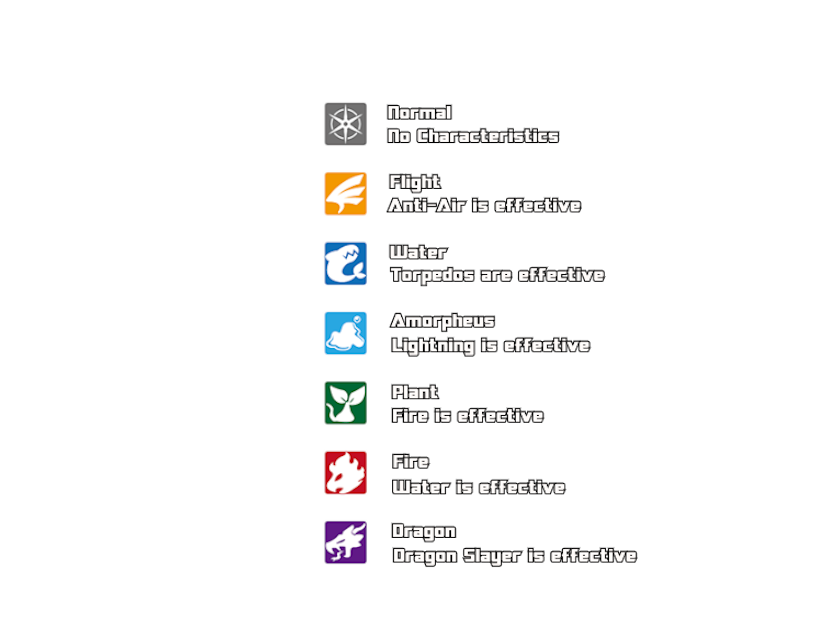 Normal
No Characteristics
Flight
Anti-Air is effective
Water
Torpedos are effective
Amorpheus
Lightning is effective
Plant
Fire is effective
Fire
Water is effective
Dragon
Dragon Slayer is effective